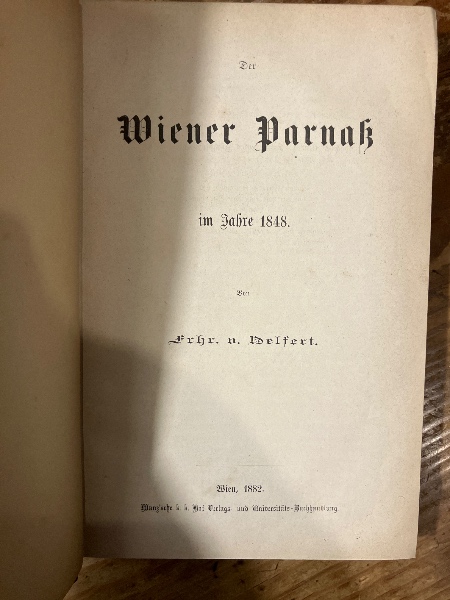 Der
Wiener Parnaß
im Jahre 1848.
Von
Frhr. v. Helfert.
Wien, 1882.
Manz'sche k. k. Hof-Verlags- und Universitäts-Buchhandlung.